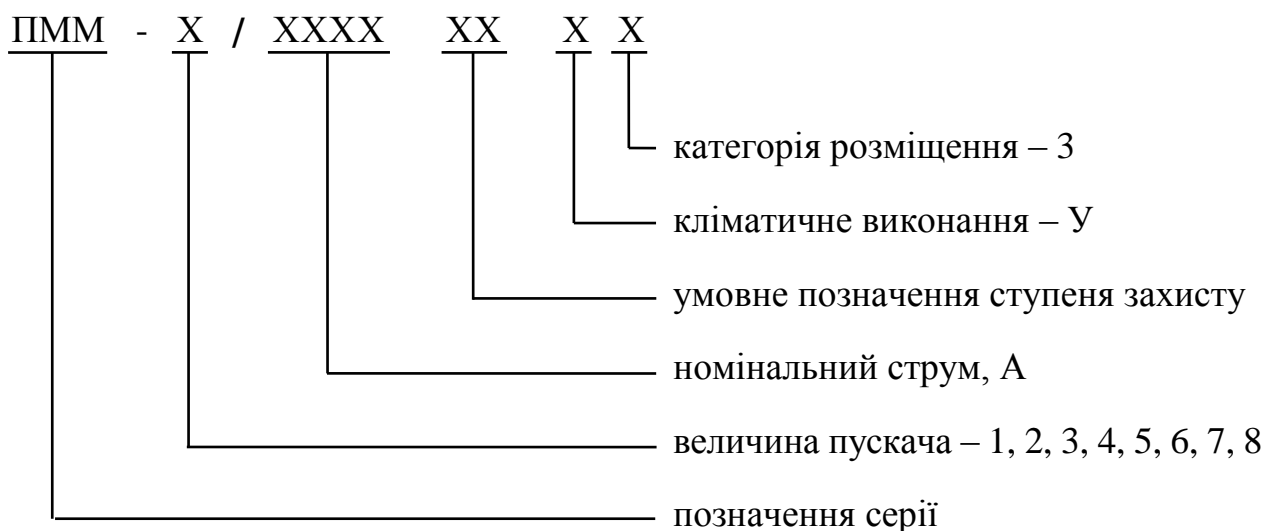 ПММ - Х / ХХХХ ХХ Х Х
категорія розміщення – 3
кліматичне виконання – У
умовне позначення ступеня захисту
номінальний струм, А
величина пускача – 1, 2, 3, 4, 5, 6, 7, 8
позначення серії